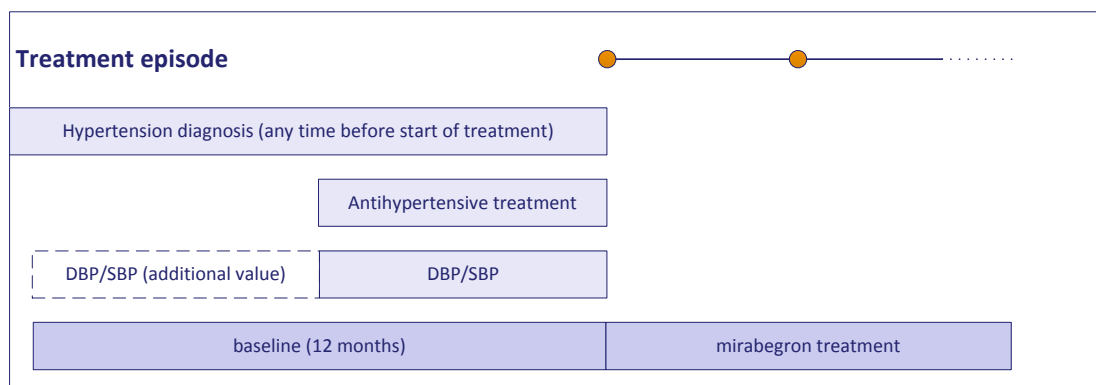 Treatment episode
Hypertension diagnosis (any time before start of treatment)
Antihypertensive treatment
DBP/SBP (additional value)
DBP/SBP
baseline (12 months)
mirabegron treatment